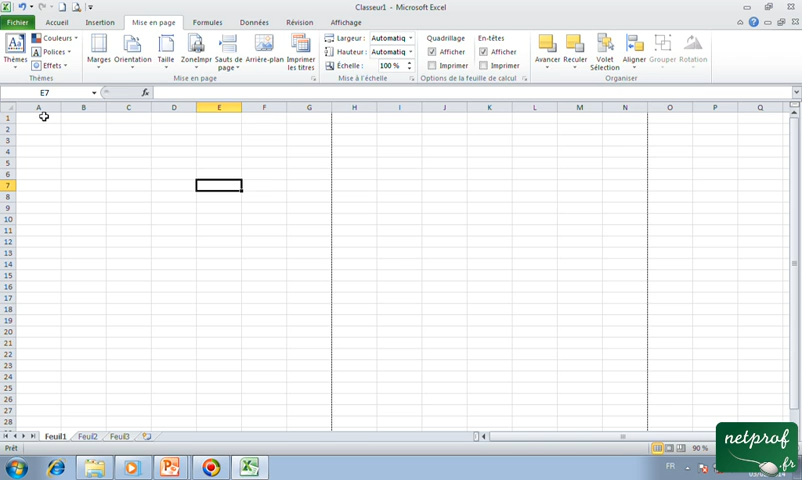 Classeur1 - Microsoft Excel
Fichier Accueil Insertion Mise en page Formules Données Révision Affichage
Thèmes
Couleurs
Polices
Effets
Thèmes
Marges Orientation Taille ZoneImpr Sauts de page Arrière-plan Imprimer les titres
Mise en page
Largeur : Automatiq
Hauteur : Automatiq
Échelle : 100 %
Mise à l'échelle
Quadrillage En-têtes
Afficher Afficher
Imprimer Imprimer
Options de la feuille de calcul
Avancer Reculer Volet Sélection Aligner Grouper Rotation
Organiser
E7 fx
A B C D E F G H I J K L M N O P Q
1
2
3
4
5
6
7
8
9
10
11
12
13
14
15
16
17
18
19
20
21
22
23
24
25
26
27
28
Feuil1 Feuil2 Feuil3
Prêt 90 %
FR
netprof
.fr